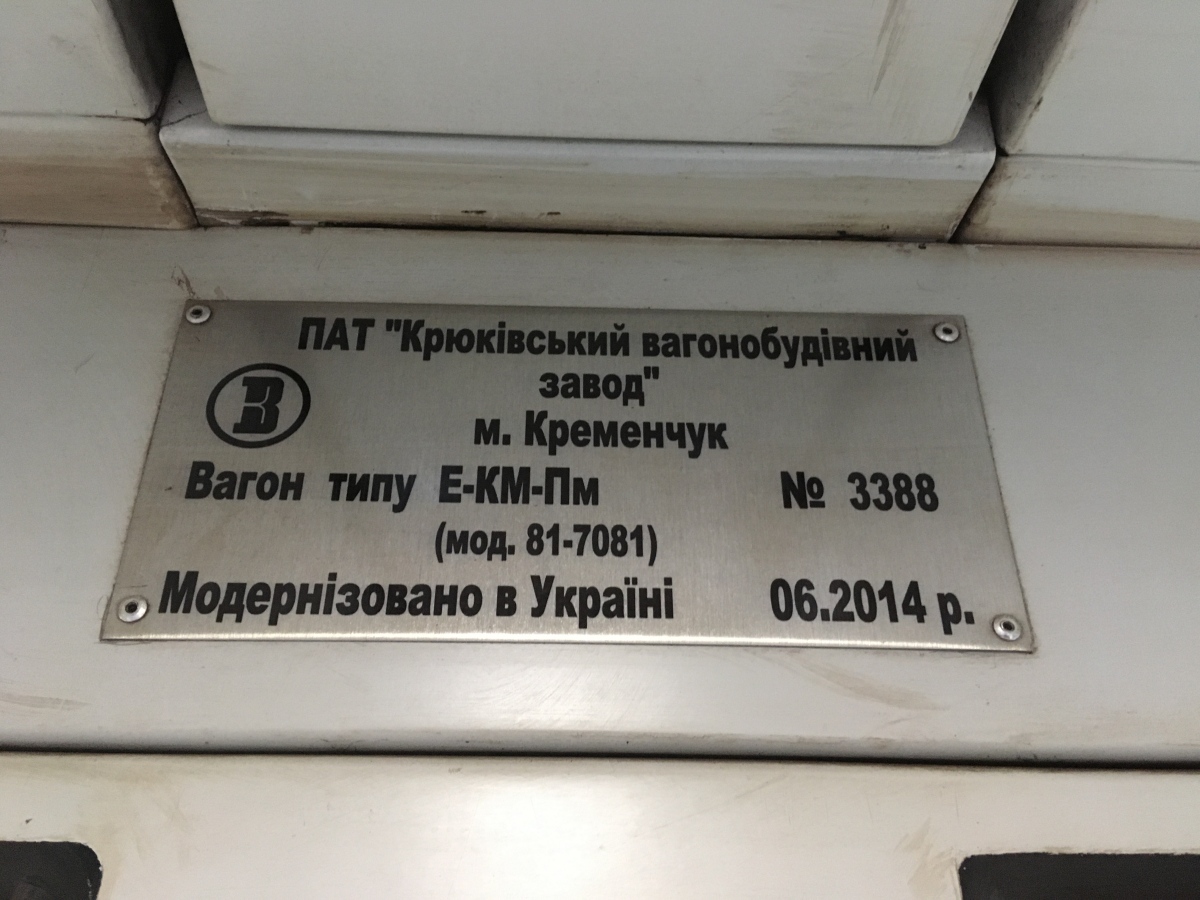 ПАТ "Крюківський вагонобудівний
завод"
В
м. Кременчук
Вагон типу Е-КМ-Пм № 3388
(мод. 81-7081)
Модернізовано в Україні 06.2014 р.